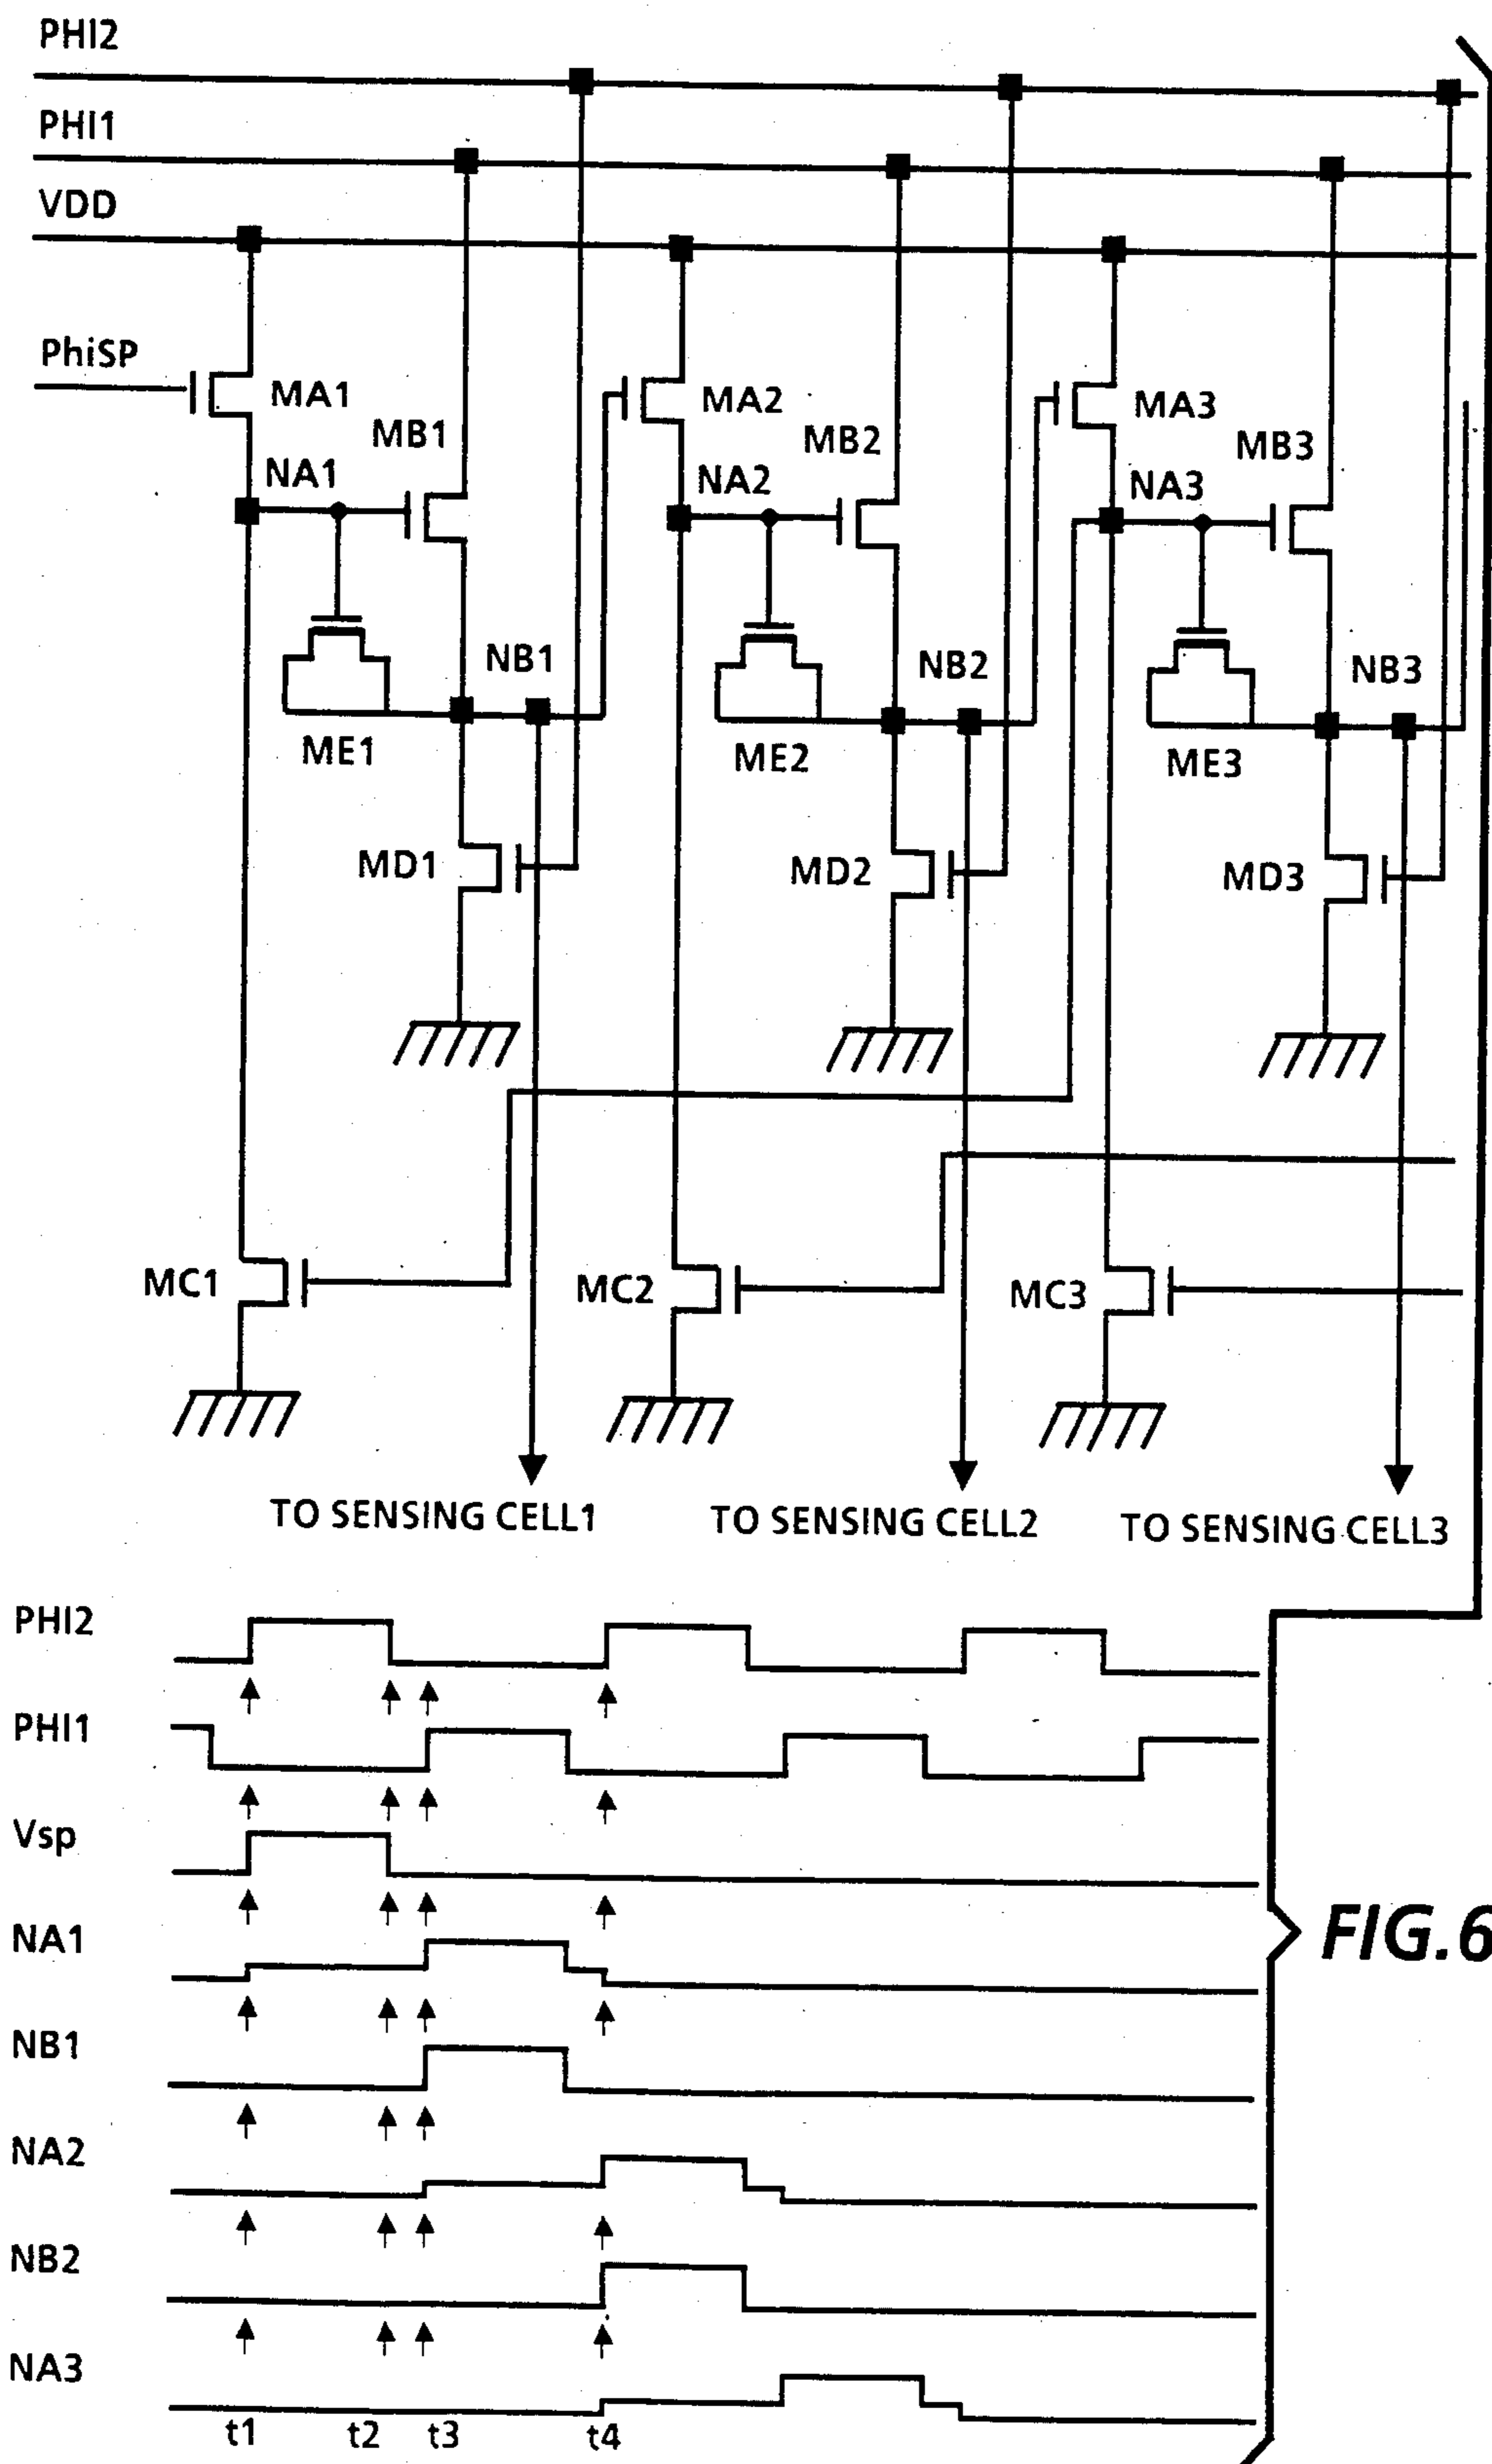 PHI2
PHI1
VDD
PhiSP
MA1
MA2
MA3
MB1
MB2
MB3
NA1
NA2
NA3
NB1
NB2
NB3
ME1
ME2
ME3
MD1
MD2
MD3
MC1
MC2
MC3
TO SENSING CELL1
TO SENSING CELL2
TO SENSING CELL3
PHI2
PHI1
Vsp
NA1
FIG.6
NB1
NA2
NB2
NA3
t1
t2
t3
t4